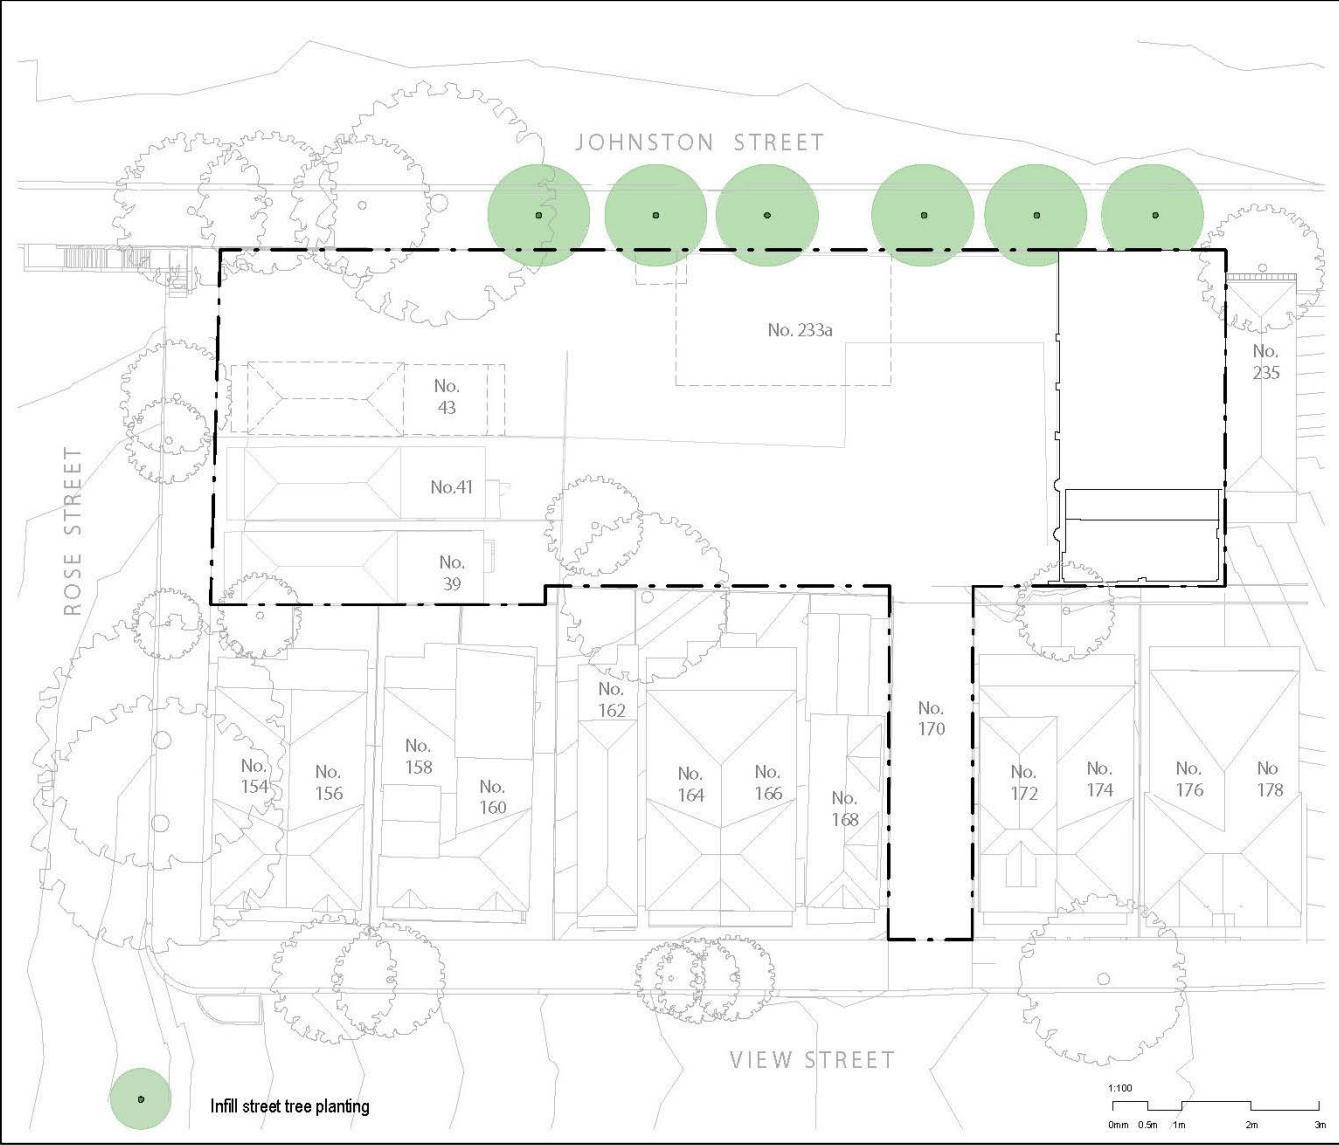 JOHNSTON STREET
No. 233a
No.
235
No.
43
No.41
No.
39
ROSE STREET
No.
162
No.
170
No.
158
No.
154
No.
156
No.
160
No.
164
No.
166
No.
168
No.
172
No.
174
No.
176
No
178
VIEW STREET
Infill street tree planting
1:100
0mm 0.5m 1m 2m 3m